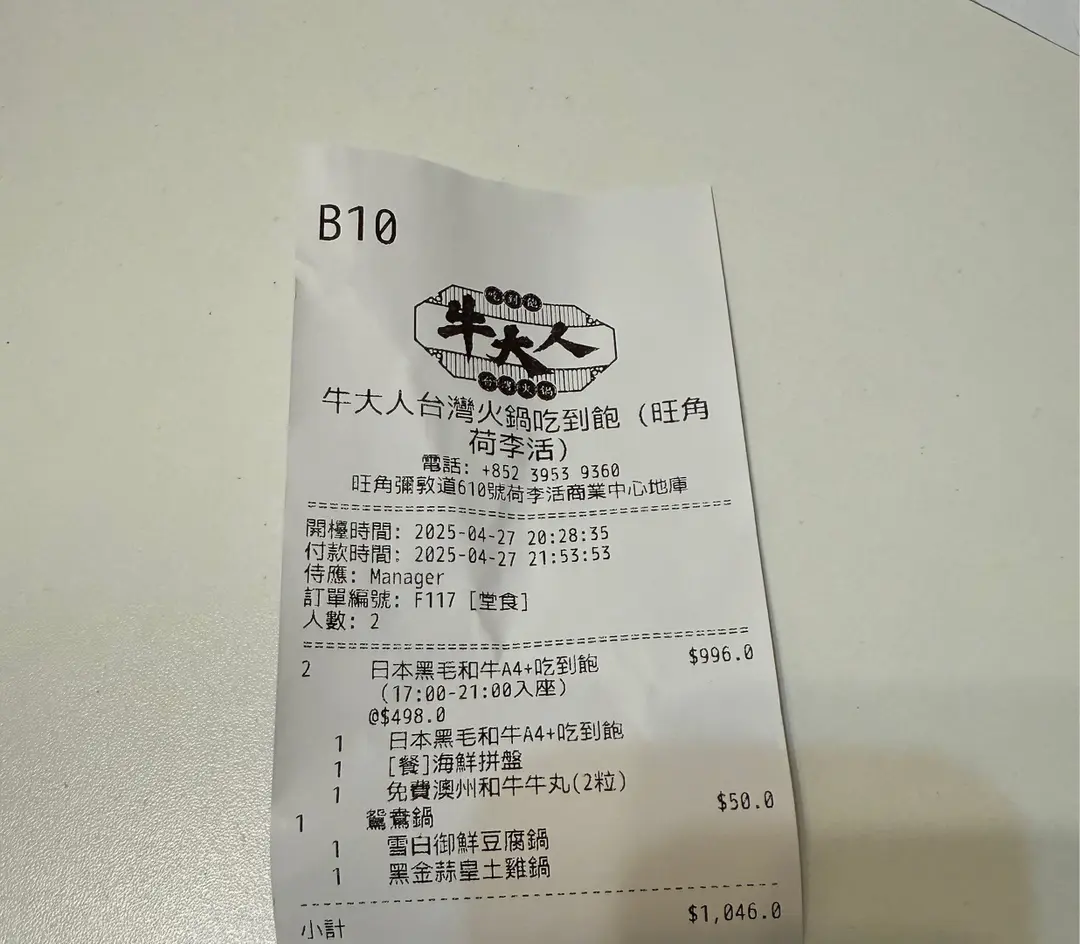 B10
吃到飽
牛大人
台灣火鍋
牛大人台灣火鍋吃到飽（旺角
荷李活）
電話: +852 3953 9360
旺角彌敦道610號荷李活商業中心地庫
開檯時間: 2025-04-27 20:28:35
付款時間: 2025-04-27 21:53:53
侍應: Manager
訂單編號: F117 [堂食]
人數: 2
2 日本黑毛和牛A4+吃到飽 $996.0
（17:00-21:00入座）
@$498.0
1 日本黑毛和牛A4+吃到飽
1 [餐]海鮮拼盤
1 免費澳州和牛牛丸(2粒)
1 鴛鴦鍋 $50.0
1 雪白御鮮豆腐鍋
1 黑金蒜皇土雞鍋
小計 $1,046.0